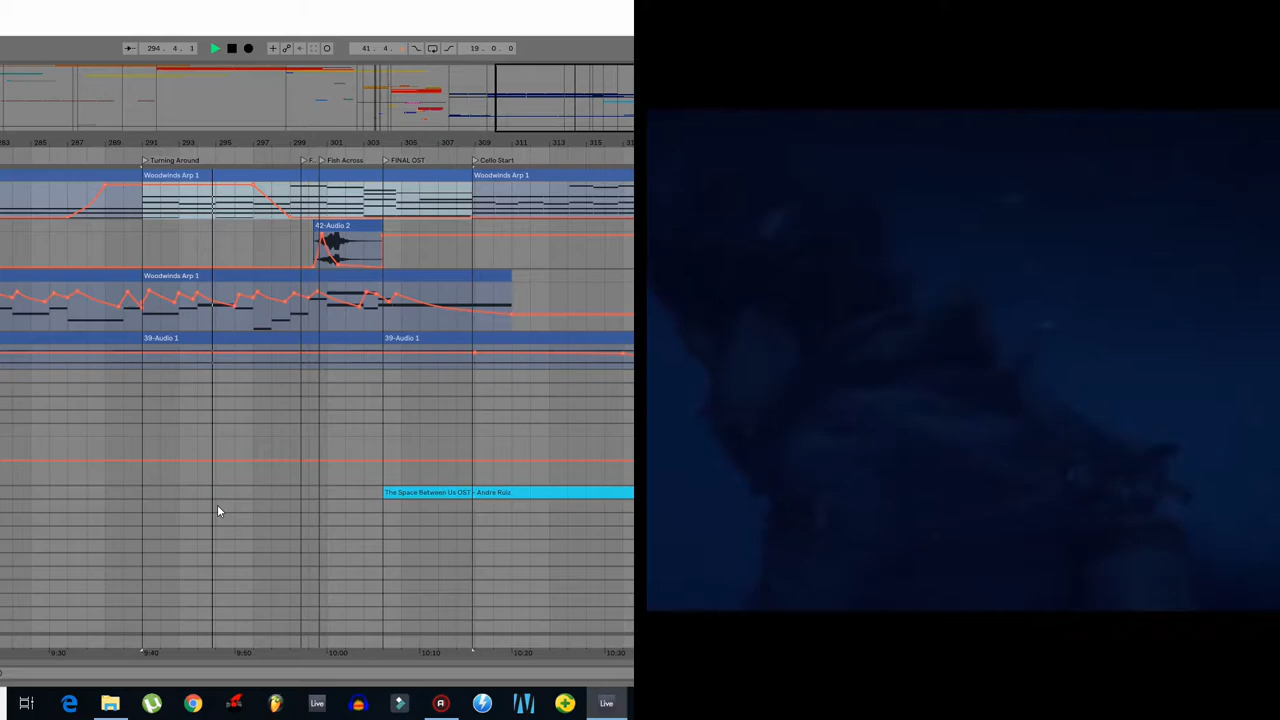 294. 4. 1
41. 4.
19. 0. 0
283 285 287 289 291 293 295 297 299 301 303 305 307 309 311 313 315 317
Turning Around F.. Fish Across FINAL OST Cello Start
Woodwinds Arp 1 Woodwinds Arp 1
42-Audio 2
Woodwinds Arp 1
39-Audio 1 39-Audio 1
The Space Between Us OST - Andre Ruiz
9:30 9:40 9:50 10:00 10:10 10:20 10:30
Live Live